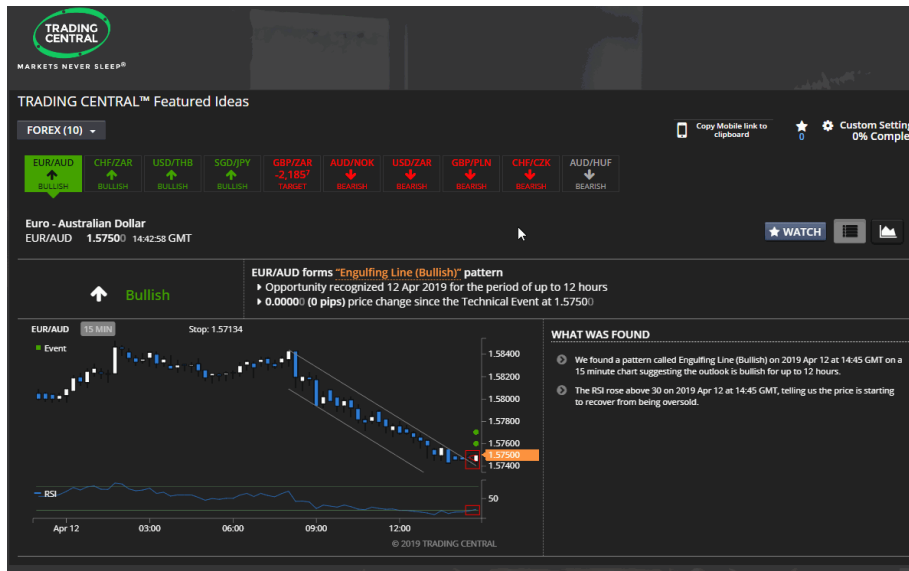 TRADING
CENTRAL
MARKETS NEVER SLEEP®
TRADING CENTRAL™ Featured Ideas
FOREX (10)
Copy Mobile link to
clipboard
0
Custom Setting
0% Comple
EUR/AUD
BULLISH
CHF/ZAR
BULLISH
USD/THB
BULLISH
SGD/JPY
BULLISH
GBP/ZAR
-2,185⁷
TARGET
AUD/NOK
BEARISH
USD/ZAR
BEARISH
GBP/PLN
BEARISH
CHF/CZK
BEARISH
AUD/HUF
BEARISH
Euro - Australian Dollar
EUR/AUD 1.57500 14:42:58 GMT
WATCH
Bullish
EUR/AUD forms "Engulfing Line (Bullish)" pattern
Opportunity recognized 12 Apr 2019 for the period of up to 12 hours
0.00000 (0 pips) price change since the Technical Event at 1.57500
EUR/AUD 15 MIN Stop: 1.57134
Event
1.58400
1.58200
1.58000
1.57800
1.57600
1.57500
1.57400
RSI
50
Apr 12 03:00 06:00 09:00 12:00
© 2019 TRADING CENTRAL
WHAT WAS FOUND
We found a pattern called Engulfing Line (Bullish) on 2019 Apr 12 at 14:45 GMT on a
15 minute chart suggesting the outlook is bullish for up to 12 hours.
The RSI rose above 30 on 2019 Apr 12 at 14:45 GMT, telling us the price is starting
to recover from being oversold.